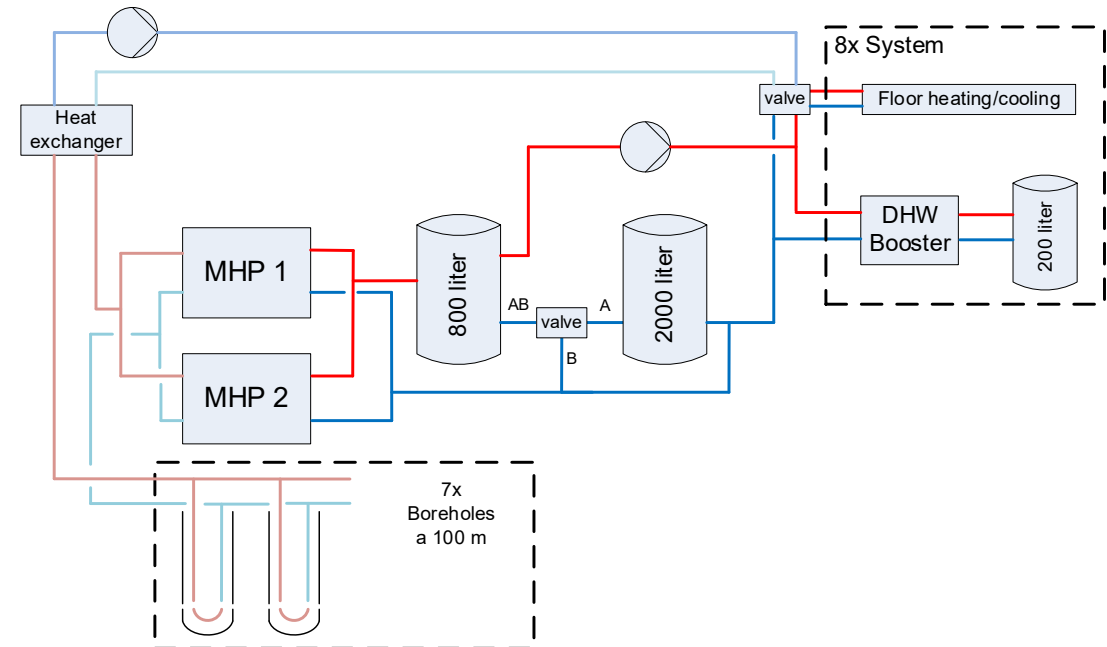 8x System
valve
Floor heating/cooling
Heat
exchanger
DHW
Booster
200 liter
MHP 1
800 liter
2000 liter
AB
valve
A
B
MHP 2
7x
Boreholes
a 100 m